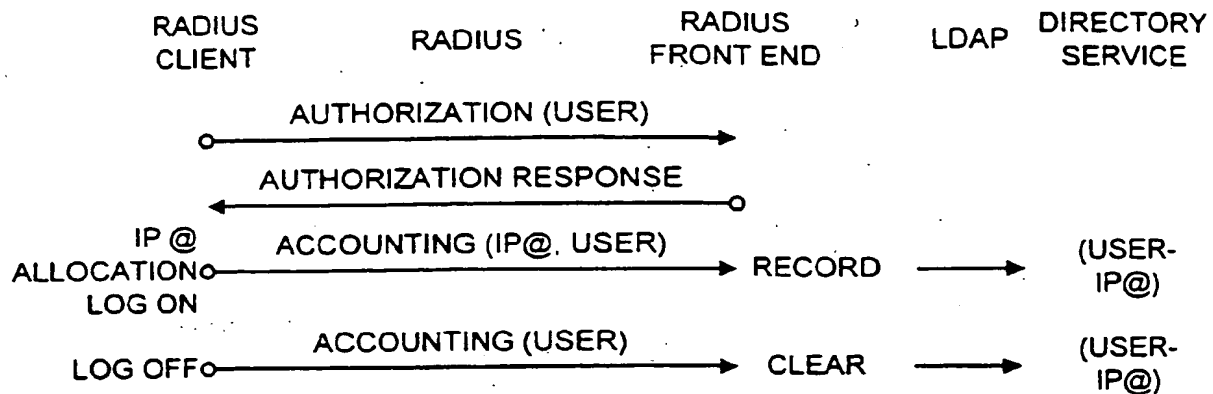 RADIUS CLIENT
RADIUS
RADIUS FRONT END
LDAP
DIRECTORY SERVICE
AUTHORIZATION (USER)
AUTHORIZATION RESPONSE
IP @
ALLOCATION
LOG ON
ACCOUNTING (IP@, USER)
RECORD
(USER-
IP@)
LOG OFF
ACCOUNTING (USER)
CLEAR
(USER-
IP@)